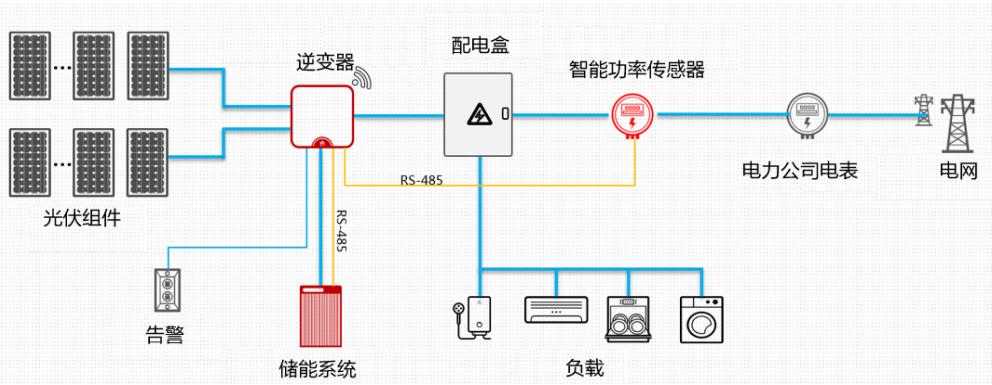 配电盒
逆变器
智能功率传感器
电力公司电表
电网
RS-485
光伏组件
RS-485
告警
储能系统
负载